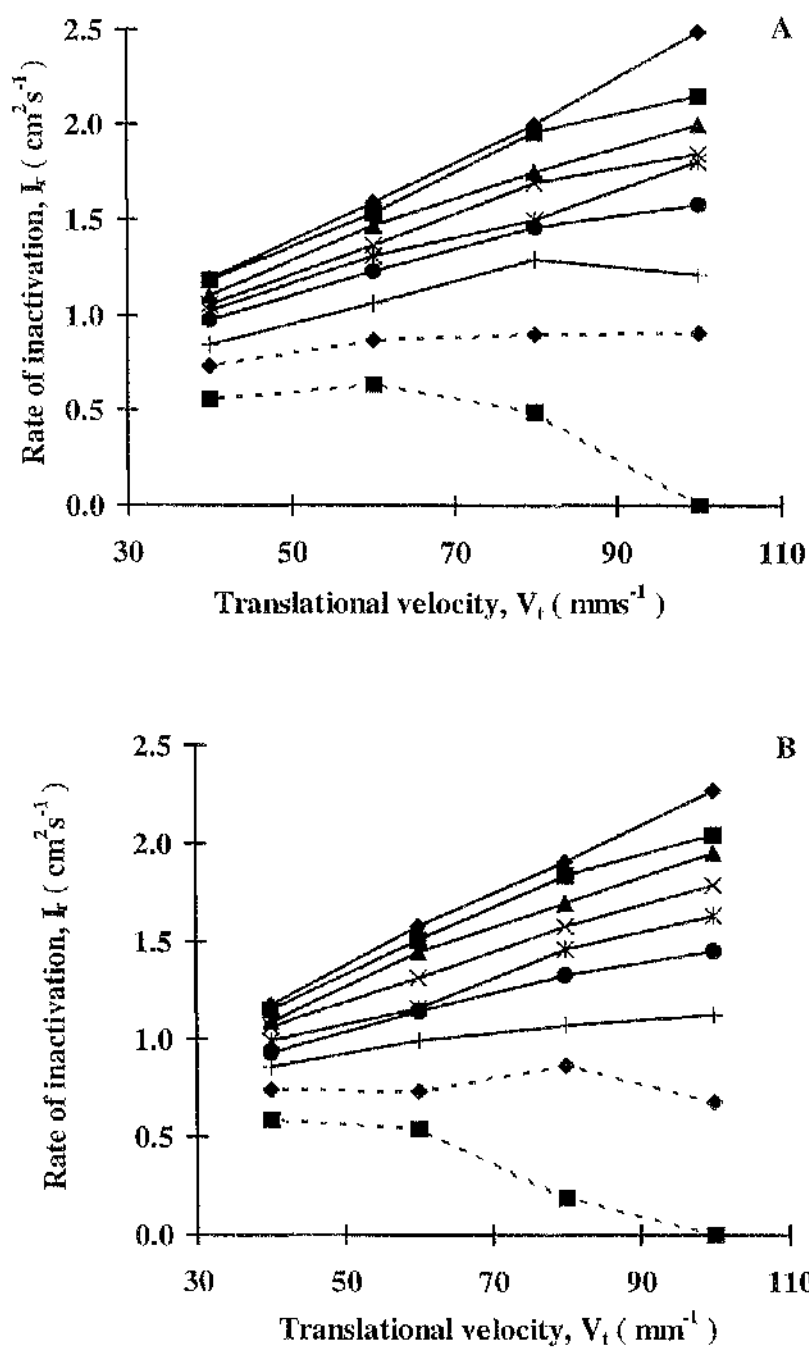 A
2.5
2.0
1.5
1.0
0.5
0.0
30 50 70 90 110
Rate of inactivation, Iᵣ ( cm²s⁻¹ )
Translational velocity, Vₜ ( mms⁻¹ )
B
2.5
2.0
1.5
1.0
0.5
0.0
30 50 70 90 110
Rate of inactivation, Iᵣ ( cm²s⁻¹ )
Translational velocity, Vₜ ( mm⁻¹ )